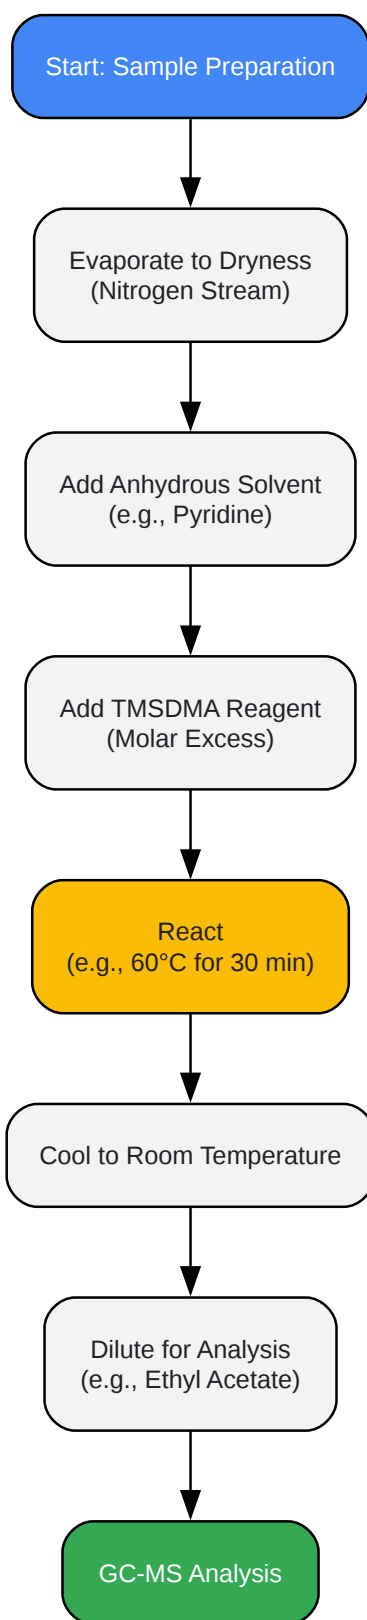 Start: Sample Preparation
Evaporate to Dryness
(Nitrogen Stream)
Add Anhydrous Solvent
(e.g., Pyridine)
Add TMSDMA Reagent
(Molar Excess)
React
(e.g., 60°C for 30 min)
Cool to Room Temperature
Dilute for Analysis
(e.g., Ethyl Acetate)
GC-MS Analysis